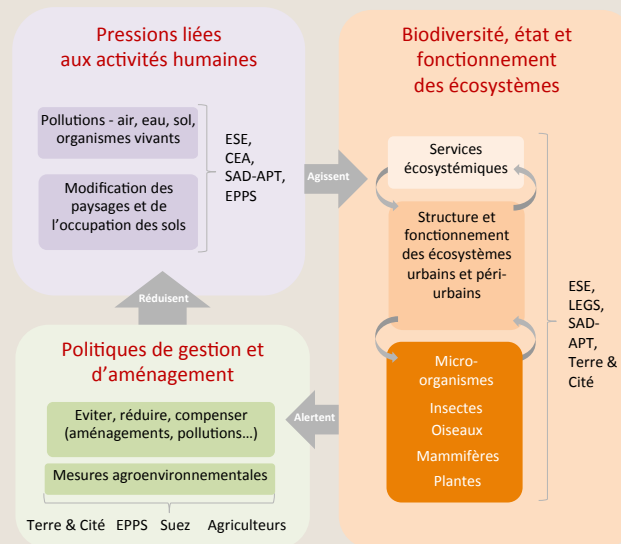 Pressions liées
aux activités humaines
Pollutions - air, eau, sol,
organismes vivants
Modification des
paysages et de
l'occupation des sols
ESE,
CEA,
SAD-APT,
EPPS
Agissent
Biodiversité, état et
fonctionnement
des écosystèmes
Services
écosystémiques
Structure et
fonctionnement
des écosystèmes
urbains et péri-
urbains
Micro-
organismes
Insectes
Oiseaux
Mammifères
Plantes
ESE,
LEGS,
SAD-
APT,
Terre &
Cité
Alertent
Réduisent
Politiques de gestion et
d'aménagement
Eviter, réduire, compenser
(aménagements, pollutions...)
Mesures agroenvironnementales
Terre & Cité EPPS Suez Agriculteurs